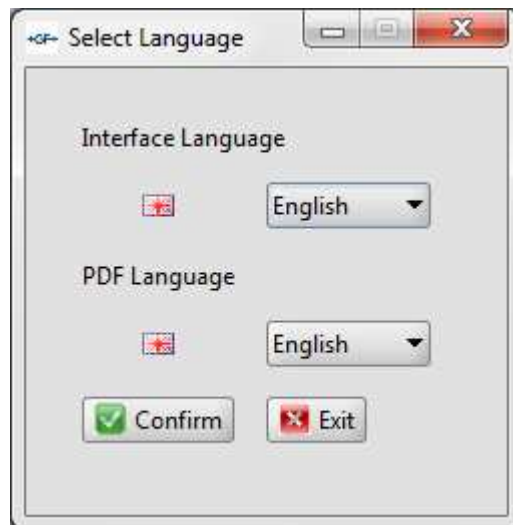 +GF+ Select Language
Interface Language
English
PDF Language
English
Confirm Exit